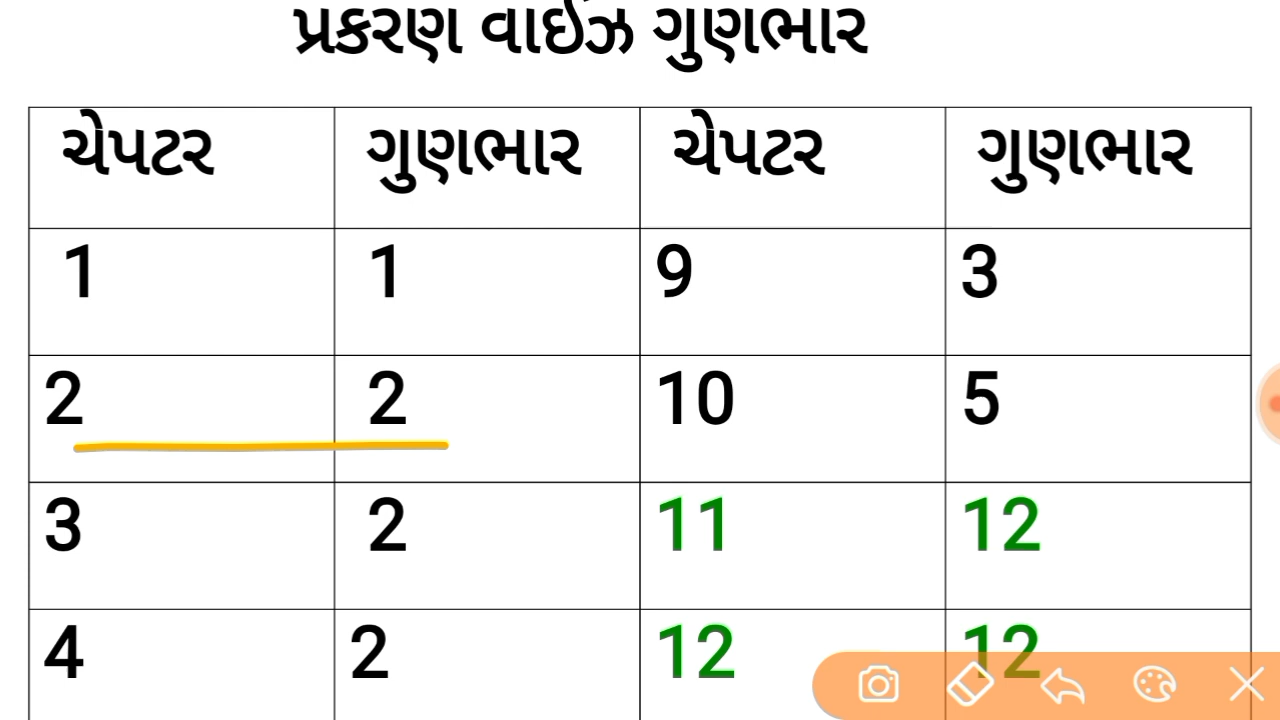 પ્રકરણ વાઈઝ ગુણભાર
ચેપટર ગુણભાર ચેપટર ગુણભાર
1 1 9 3
2 2 10 5
3 2 11 12
4 2 12 12